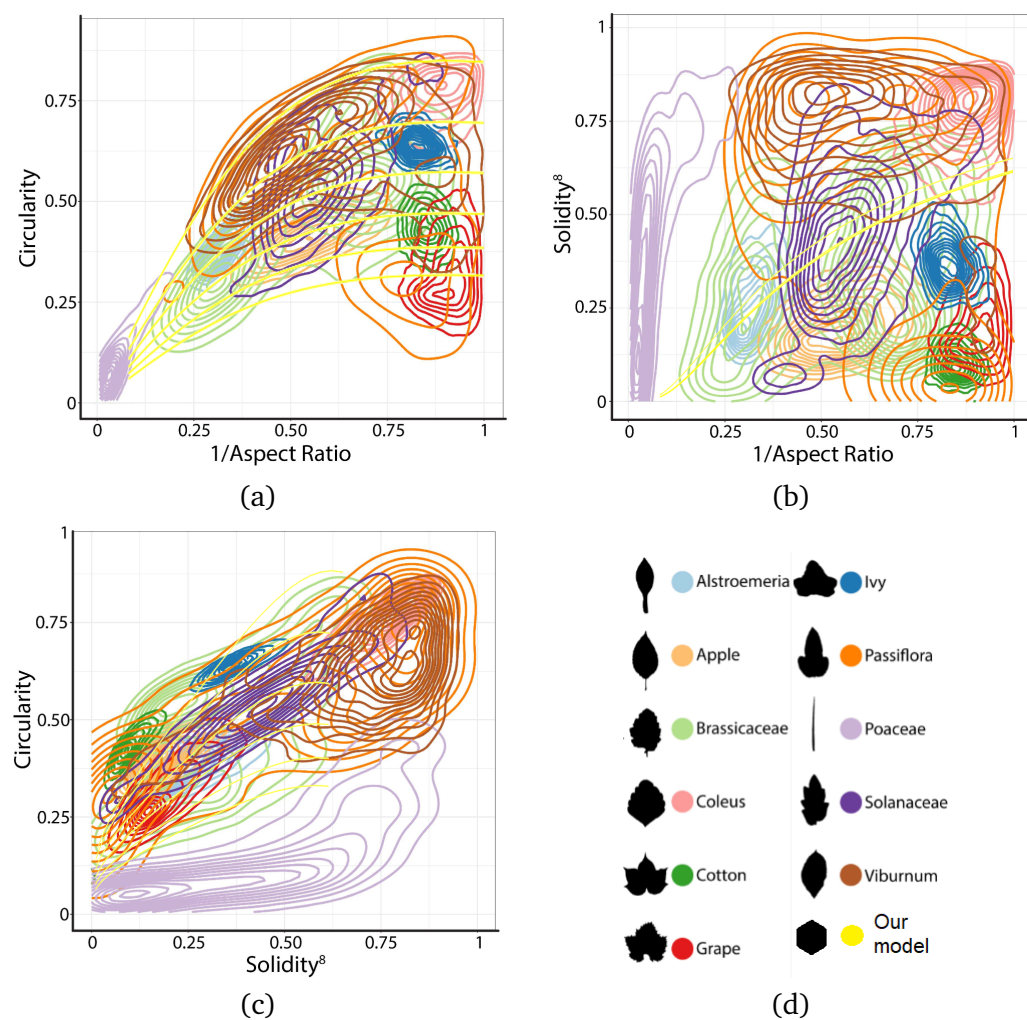 Circularity
0.75
0.50
0.25
0
0
0.25
0.50
0.75
1
1/Aspect Ratio
(a)
Solidity⁸
1
0.75
0.50
0.25
0
0
0.25
0.50
0.75
1
1/Aspect Ratio
(b)
Circularity
1
0.75
0.50
0.25
0
0
0.25
0.50
0.75
1
Solidity⁸
(c)
Alstroemeria
Ivy
Apple
Passiflora
Brassicaceae
Poaceae
Coleus
Solanaceae
Cotton
Viburnum
Grape
Our
model
(d)